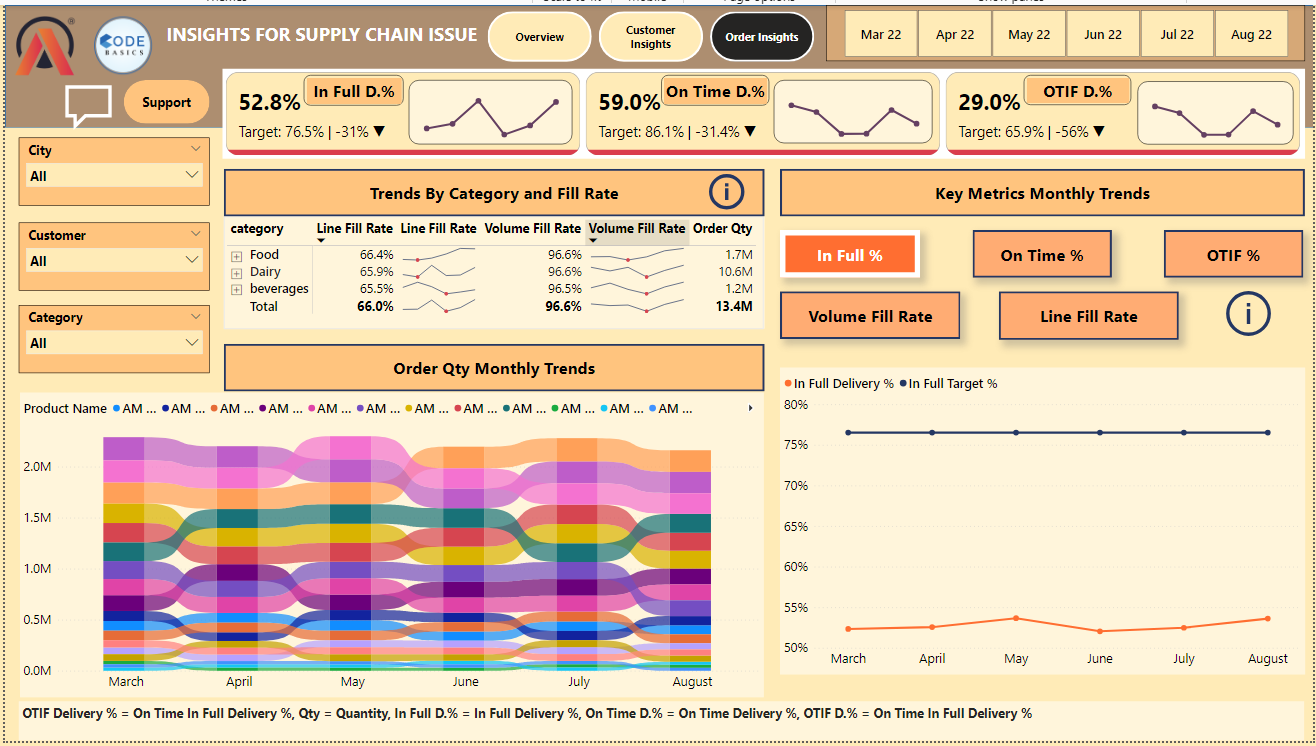 INSIGHTS FOR SUPPLY CHAIN ISSUE
CODE
BASICS
Overview
Customer
Insights
Order Insights
Mar 22
Apr 22
May 22
Jun 22
Jul 22
Aug 22
Support
52.8%
In Full D.%
Target: 76.5% | -31% ▼
59.0%
On Time D.%
Target: 86.1% | -31.4% ▼
29.0%
OTIF D.%
Target: 65.9% | -56% ▼
City
All
Customer
All
Category
All
Trends By Category and Fill Rate
category Line Fill Rate Line Fill Rate Volume Fill Rate Volume Fill Rate Order Qty
Food 66.4% 96.6% 1.7M
Dairy 65.9% 96.6% 10.6M
beverages 65.5% 96.5% 1.2M
Total 66.0% 96.6% 13.4M
Key Metrics Monthly Trends
In Full %
On Time %
OTIF %
Volume Fill Rate
Line Fill Rate
Order Qty Monthly Trends
Product Name AM ... AM ... AM ... AM ... AM ... AM ... AM ... AM ... AM ... AM ... AM ... AM ...
2.0M
1.5M
1.0M
0.5M
0.0M
March April May June July August
In Full Delivery % In Full Target %
80%
75%
70%
65%
60%
55%
50%
March April May June July August
OTIF Delivery % = On Time In Full Delivery %, Qty = Quantity, In Full D.% = In Full Delivery %, On Time D.% = On Time Delivery %, OTIF D.% = On Time In Full Delivery %